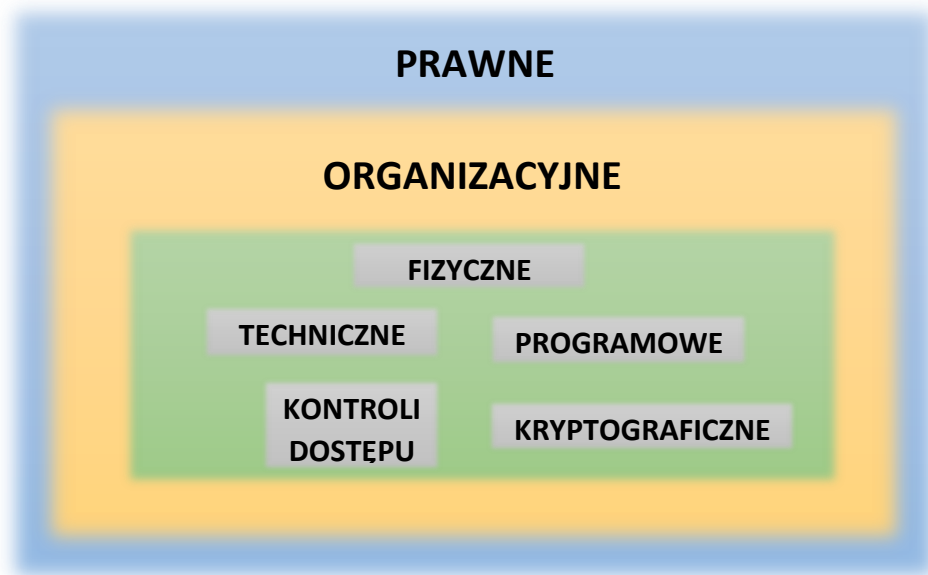 PRAWNE
ORGANIZACYJNE
FIZYCZNE
TECHNICZNE
PROGRAMOWE
KONTROLI
DOSTĘPU
KRYPTOGRAFICZNE